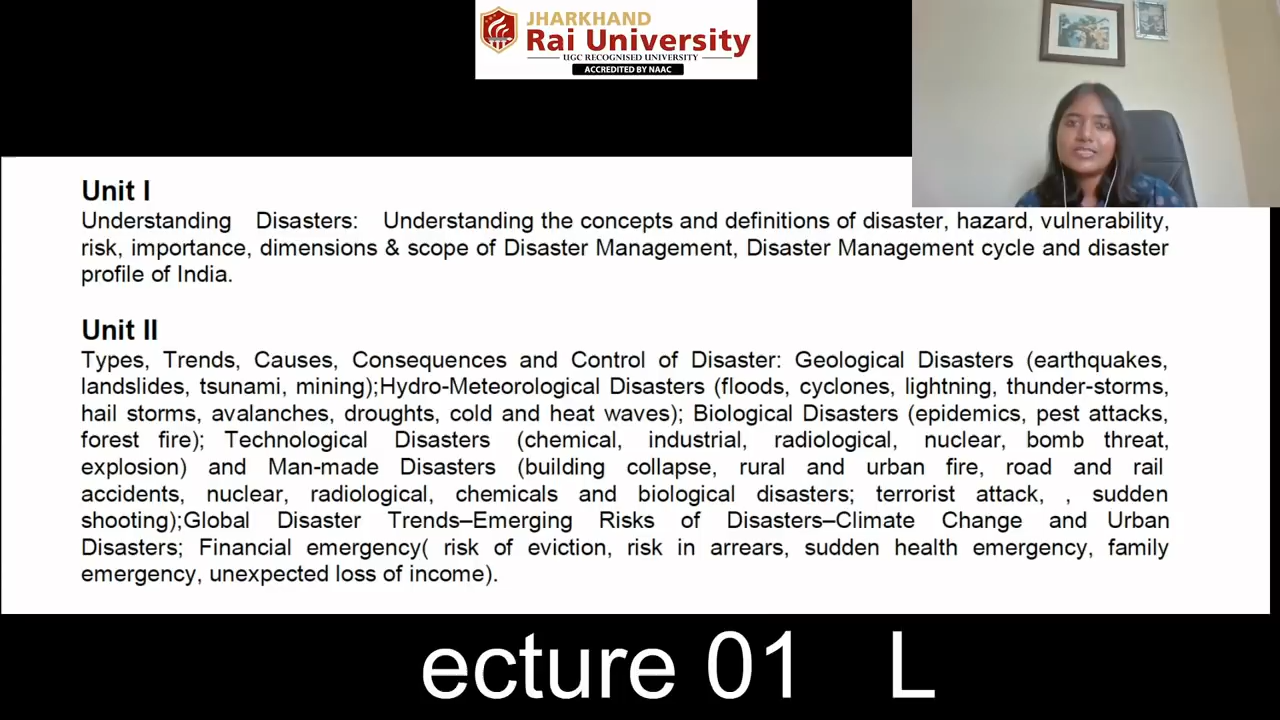 JHARKHAND
Rai University
UGC RECOGNISED UNIVERSITY
ACCREDITED BY NAAC
Unit I
Understanding Disasters: Understanding the concepts and definitions of disaster, hazard, vulnerability,
risk, importance, dimensions & scope of Disaster Management, Disaster Management cycle and disaster
profile of India.
Unit II
Types, Trends, Causes, Consequences and Control of Disaster: Geological Disasters (earthquakes,
landslides, tsunami, mining);Hydro-Meteorological Disasters (floods, cyclones, lightning, thunder-storms,
hail storms, avalanches, droughts, cold and heat waves); Biological Disasters (epidemics, pest attacks,
forest fire); Technological Disasters (chemical, industrial, radiological, nuclear, bomb threat,
explosion) and Man-made Disasters (building collapse, rural and urban fire, road and rail
accidents, nuclear, radiological, chemicals and biological disasters; terrorist attack, , sudden
shooting);Global Disaster Trends–Emerging Risks of Disasters–Climate Change and Urban
Disasters; Financial emergency( risk of eviction, risk in arrears, sudden health emergency, family
emergency, unexpected loss of income).
ecture 01 L